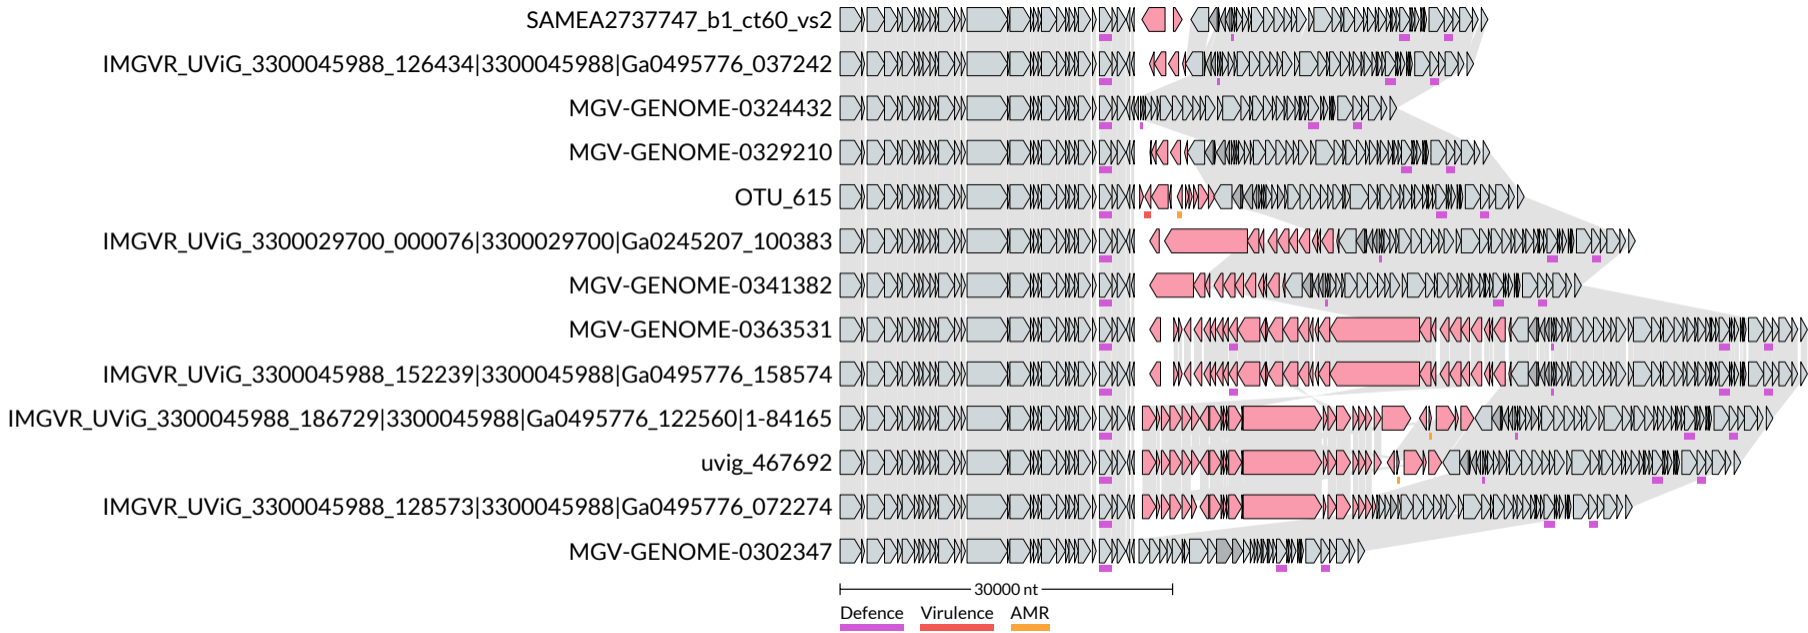 SAMEA2737747_b1_ct60_vs2
IMGVR_UViG_3300045988_126434|3300045988|Ga0495776_037242
MGV-GENOME-0324432
MGV-GENOME-0329210
OTU_615
IMGVR_UViG_3300029700_000076|3300029700|Ga0245207_100383
MGV-GENOME-0341382
MGV-GENOME-0363531
IMGVR_UViG_3300045988_152239|3300045988|Ga0495776_158574
IMGVR_UViG_3300045988_186729|3300045988|Ga0495776_122560|1-84165
uvig_467692
IMGVR_UViG_3300045988_128573|3300045988|Ga0495776_072274
MGV-GENOME-0302347
30000 nt
Defence Virulence AMR